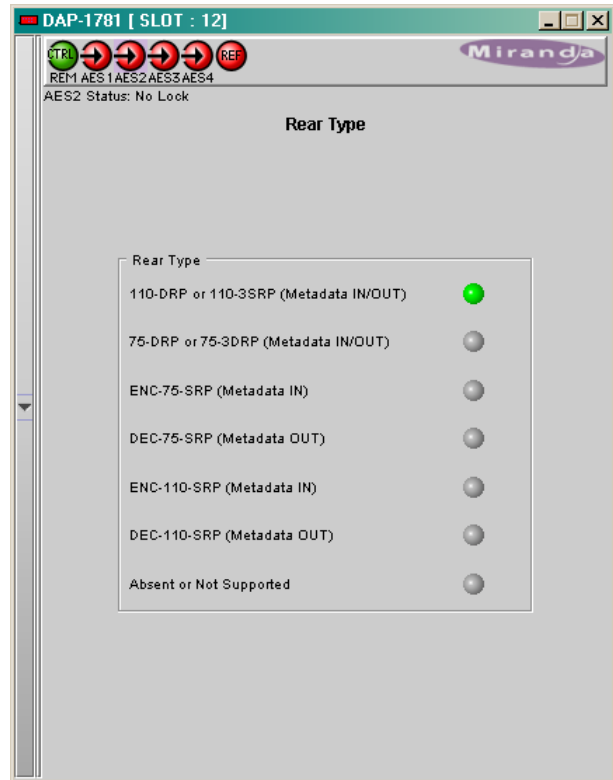 DAP-1781 [ SLOT : 12]
CTRL REF Miranda
REM AES1 AES2 AES3 AES4
AES2 Status: No Lock
Rear Type
Rear Type
110-DRP or 110-3SRP (Metadata IN/OUT)
75-DRP or 75-3DRP (Metadata IN/OUT)
ENC-75-SRP (Metadata IN)
DEC-75-SRP (Metadata OUT)
ENC-110-SRP (Metadata IN)
DEC-110-SRP (Metadata OUT)
Absent or Not Supported